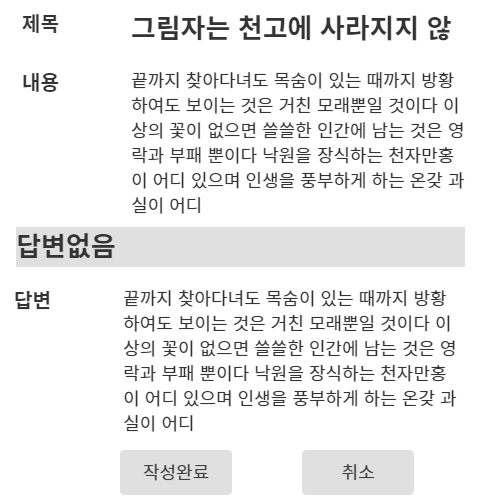 제목 그림자는 천고에 사라지지 않
내용 끝까지 찾아다녀도 목숨이 있는 때까지 방황
하여도 보이는 것은 거친 모래뿐일 것이다 이
상의 꽃이 없으면 쓸쓸한 인간에 남는 것은 영
락과 부패 뿐이다 낙원을 장식하는 천자만홍
이 어디 있으며 인생을 풍부하게 하는 온갖 과
실이 어디
답변없음
답변 끝까지 찾아다녀도 목숨이 있는 때까지 방황
하여도 보이는 것은 거친 모래뿐일 것이다 이
상의 꽃이 없으면 쓸쓸한 인간에 남는 것은 영
락과 부패 뿐이다 낙원을 장식하는 천자만홍
이 어디 있으며 인생을 풍부하게 하는 온갖 과
실이 어디
작성완료 취소